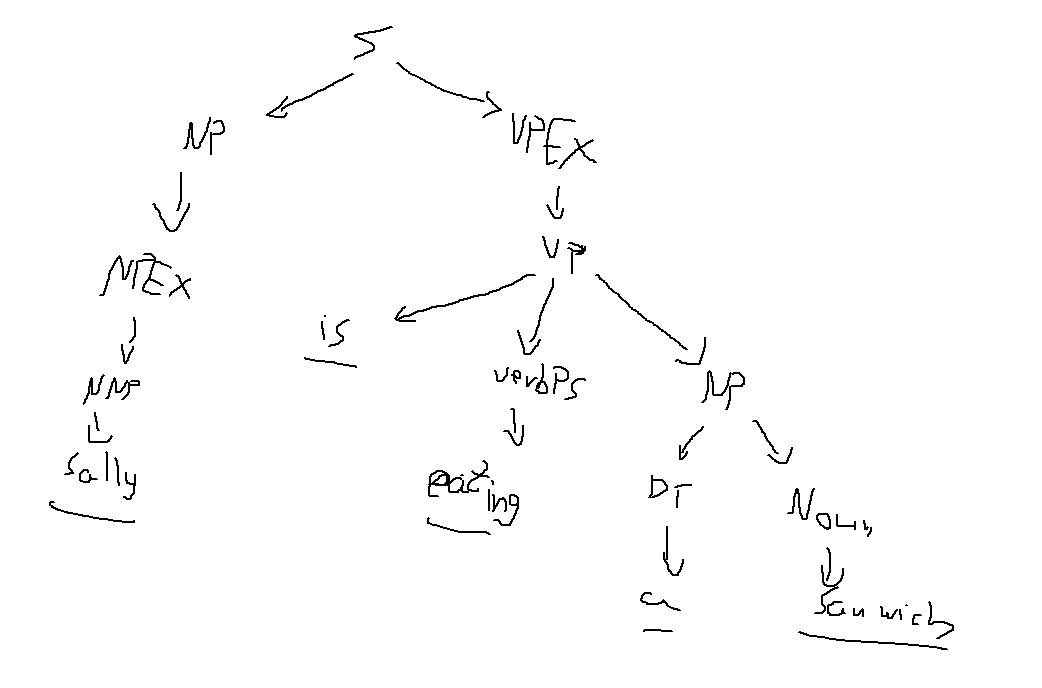 S
NP VPEX
VP
NPEX
is
NNP verbPS NP
Sally eating DT Noun
a Sanwich